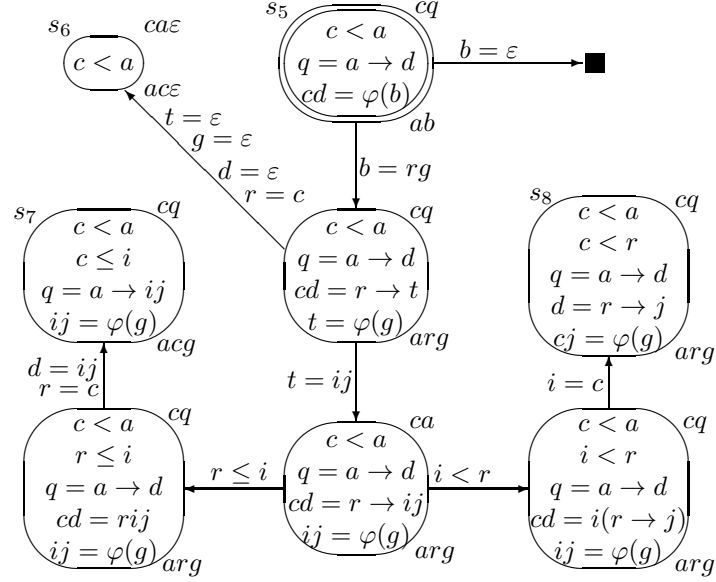 s₆
caε
c < a
acε
s₅
cq
c < a
q = a → d
cd = φ(b)
ab
b = ε
t = ε
g = ε
d = ε
r = c
b = rg
s₇
cq
c < a
c ≤ i
q = a → ij
ij = φ(g)
acg
cq
c < a
q = a → d
cd = r → t
t = φ(g)
arg
s₈
cq
c < a
c < r
q = a → d
d = r → j
cj = φ(g)
arg
d = ij
r = c
t = ij
i = c
cq
c < a
r ≤ i
q = a → d
cd = rij
ij = φ(g)
arg
r ≤ i
ca
c < a
q = a → d
cd = r → ij
ij = φ(g)
arg
i < r
cq
c < a
i < r
q = a → d
cd = i(r → j)
ij = φ(g)
arg